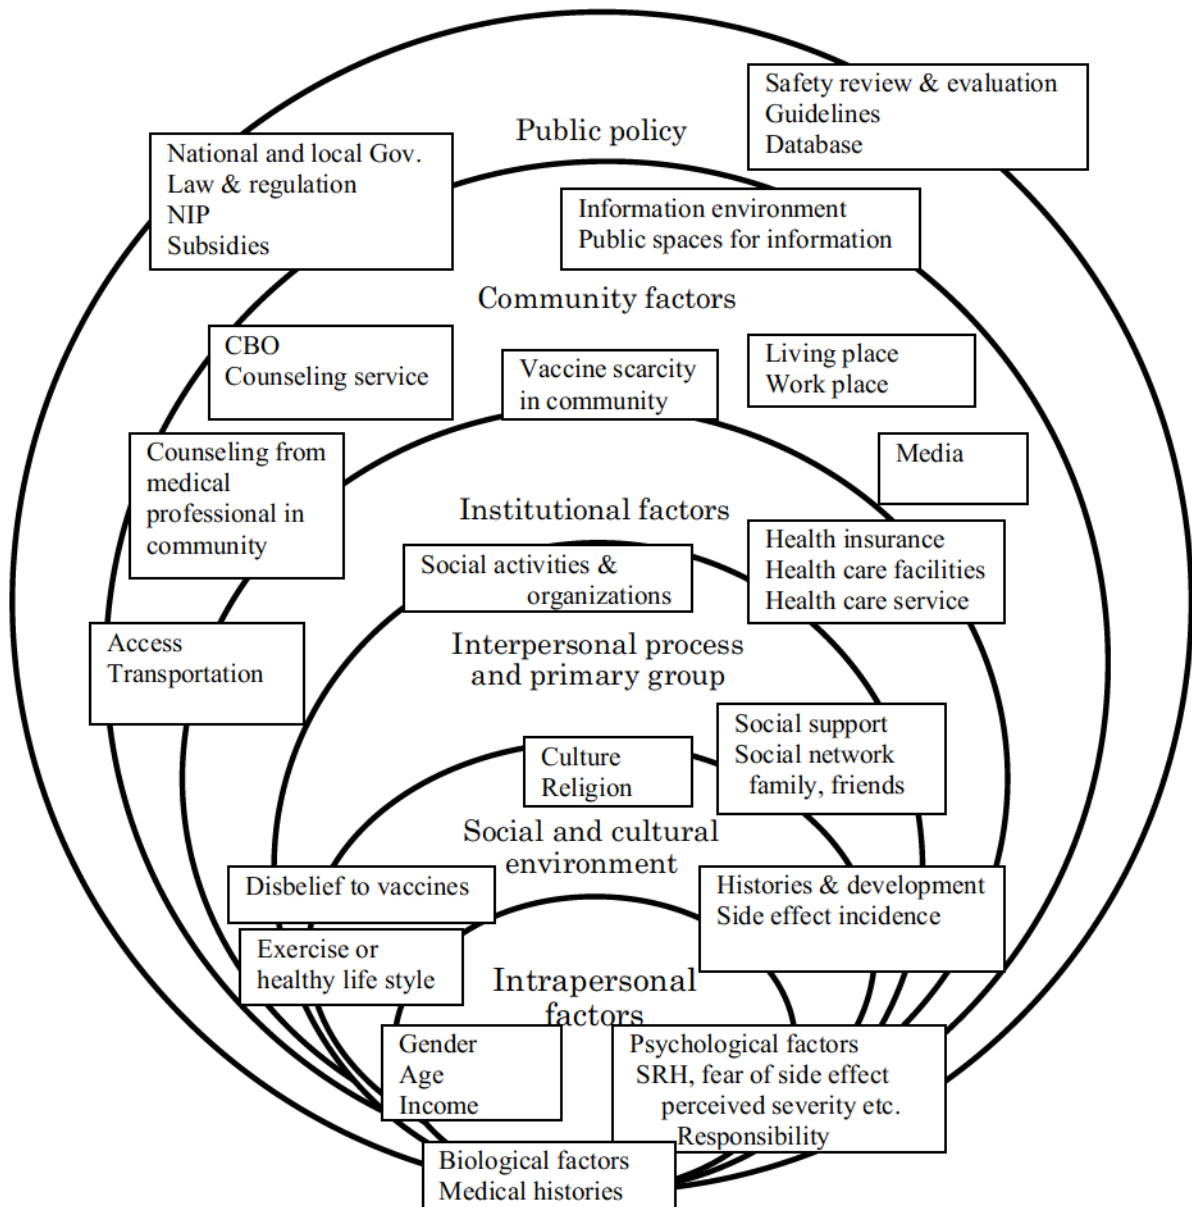 Safety review & evaluation
Guidelines
Database
Public policy
National and local Gov.
Law & regulation
NIP
Subsidies
Information environment
Public spaces for information
Community factors
CBO
Counseling service
Vaccine scarcity
in community
Living place
Work place
Counseling from
medical
professional in
community
Media
Institutional factors
Social activities &
organizations
Health insurance
Health care facilities
Health care service
Access
Transportation
Interpersonal process
and primary group
Social support
Social network
family, friends
Culture
Religion
Social and cultural
environment
Disbelief to vaccines
Histories & development
Side effect incidence
Exercise or
healthy life style
Intrapersonal
factors
Gender
Age
Income
Psychological factors
SRH, fear of side effect
perceived severity etc.
Responsibility
Biological factors
Medical histories